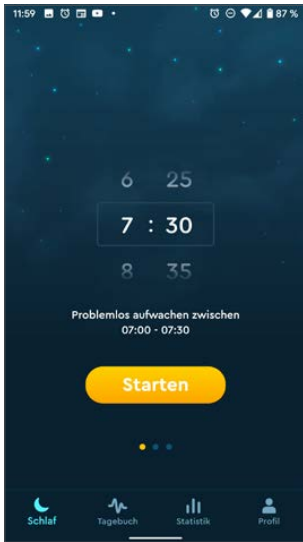 11:59 87 %
6 25
7 : 30
8 35
Problemlos aufwachen zwischen
07:00 - 07:30
Starten
Schlaf Tagebuch Statistik Profil